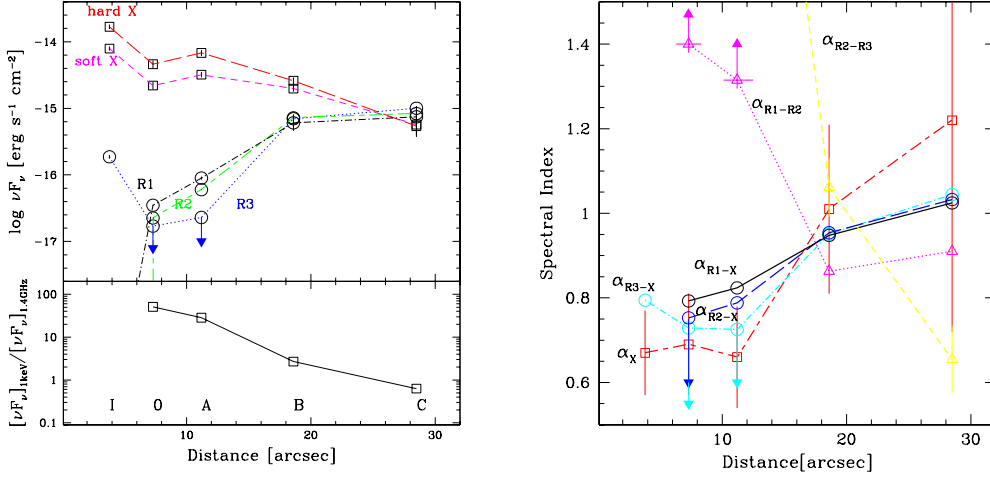 hard X
soft X
R1
R2
R3
log νFν [erg s⁻¹ cm⁻²]
-14
-15
-16
-17
[νFν]1keV/[νFν]1.4GHz
100
10
1
0.1
I
O
A
B
C
10
20
30
Distance [arcsec]
αR2-R3
αR1-R2
αR1-X
αR3-X
αR2-X
αX
Spectral Index
1.4
1.2
1
0.8
0.6
0
10
20
30
Distance[arcsec]